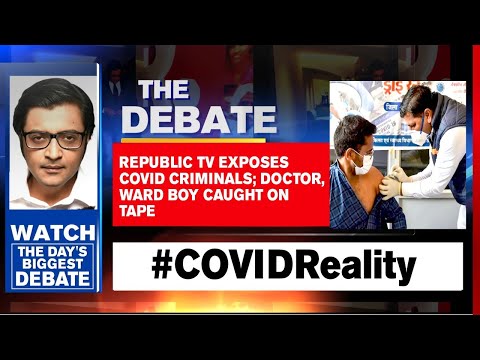 THE
DEBATE
REPUBLIC TV EXPOSES
COVID CRIMINALS; DOCTOR,
WARD BOY CAUGHT ON
TAPE
WATCH
THE DAY'S
BIGGEST
DEBATE
#COVIDReality